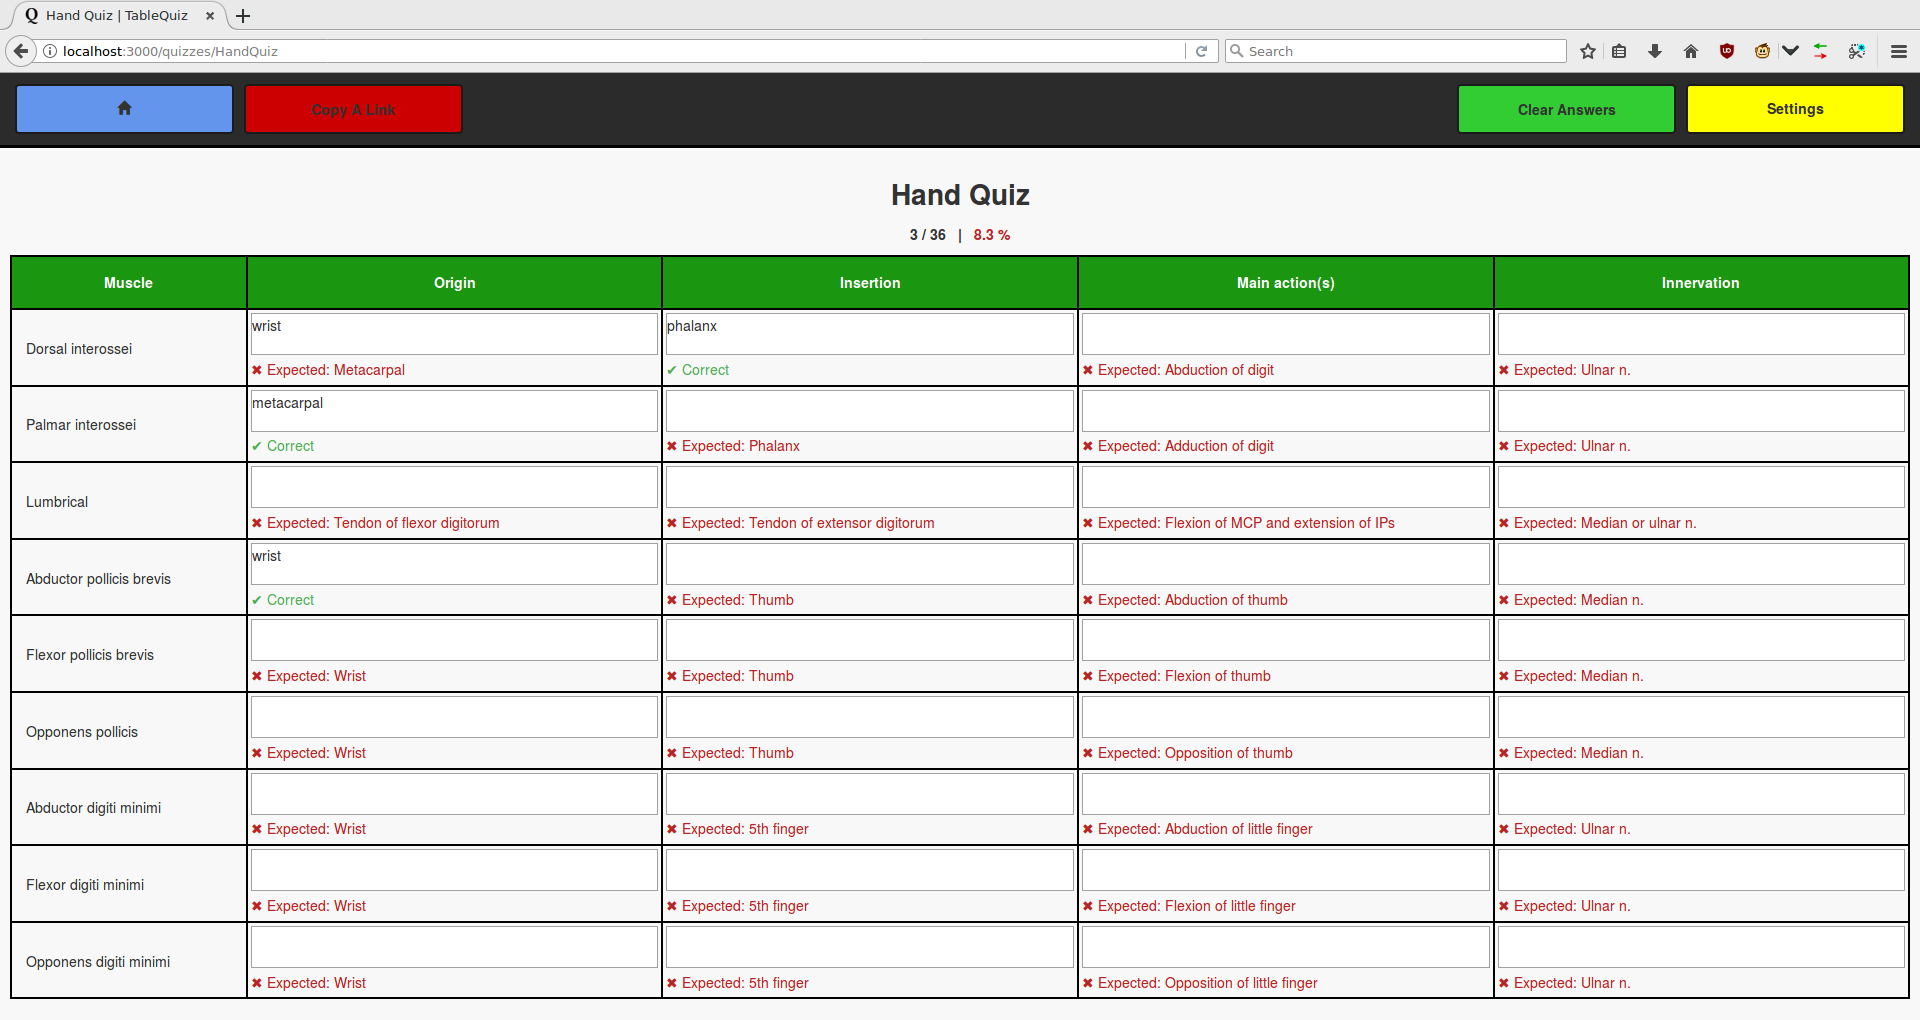 Q Hand Quiz | TableQuiz
localhost:3000/quizzes/HandQuiz
Search
Copy A Link
Clear Answers
Settings
Hand Quiz
3 / 36 | 8.3 %
Muscle Origin Insertion Main action(s) Innervation
wrist phalanx
Dorsal interossei
✖ Expected: Metacarpal ✔ Correct ✖ Expected: Abduction of digit ✖ Expected: Ulnar n.
metacarpal
Palmar interossei
✔ Correct ✖ Expected: Phalanx ✖ Expected: Adduction of digit ✖ Expected: Ulnar n.
Lumbrical
✖ Expected: Tendon of flexor digitorum ✖ Expected: Tendon of extensor digitorum ✖ Expected: Flexion of MCP and extension of IPs ✖ Expected: Median or ulnar n.
wrist
Abductor pollicis brevis
✔ Correct ✖ Expected: Thumb ✖ Expected: Abduction of thumb ✖ Expected: Median n.
Flexor pollicis brevis
✖ Expected: Wrist ✖ Expected: Thumb ✖ Expected: Flexion of thumb ✖ Expected: Median n.
Opponens pollicis
✖ Expected: Wrist ✖ Expected: Thumb ✖ Expected: Opposition of thumb ✖ Expected: Median n.
Abductor digiti minimi
✖ Expected: Wrist ✖ Expected: 5th finger ✖ Expected: Abduction of little finger ✖ Expected: Ulnar n.
Flexor digiti minimi
✖ Expected: Wrist ✖ Expected: 5th finger ✖ Expected: Flexion of little finger ✖ Expected: Ulnar n.
Opponens digiti minimi
✖ Expected: Wrist ✖ Expected: 5th finger ✖ Expected: Opposition of little finger ✖ Expected: Ulnar n.